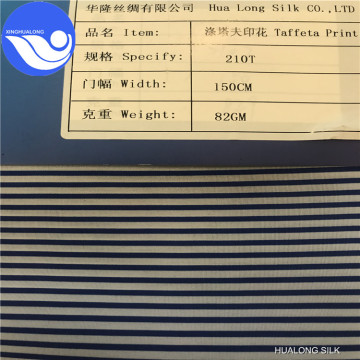 华隆丝绸有限公司 Hua Long Silk CO.,LTD
品名 Item: 涤塔夫印花 Taffeta Print
规格 Specify: 210T
门幅 Width: 150CM
克重 Weight: 82GM
XINGHUALONG
HUALONG SILK